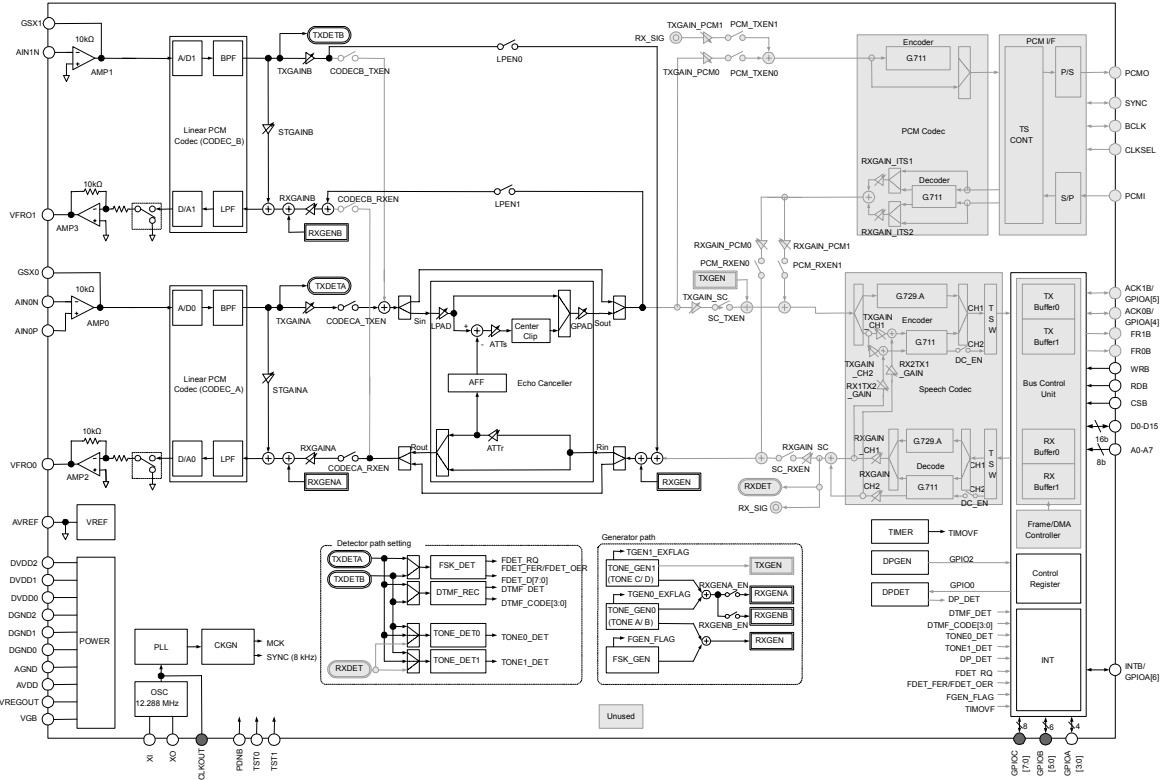 GSX1
AIN1N
10kΩ
AMP1
A/D1
BPF
Linear PCM
Codec (CODEC_B)
D/A1
LPF
TXDETB
TXGAINB
CODECB_TXEN
LPEN0
STGAINB
RXGAINB
CODECB_RXEN
LPEN1
RXGENB
VFRO1
10kΩ
AMP3
GSX0
AIN0N
AIN0P
10kΩ
AMP0
A/D0
BPF
Linear PCM
Codec (CODEC_A)
D/A0
LPF
TXDETA
TXGAINA
CODECA_TXEN
STGAINA
RXGAINA
CODECA_RXEN
RXGENA
VFRO0
10kΩ
AMP2
Sin
LPAD
+
-
ATTs
Center
Clip
GPAD
Sout
AFF
Echo Canceller
ATTr
Rout
Rin
RXGEN
TXGAIN_PCM1
PCM_TXEN1
RX_SIG
TXGAIN_PCM0
PCM_TXEN0
Encoder
G.711
PCM Codec
RXGAIN_ITS1
Decoder
G.711
RXGAIN_ITS2
PCM I/F
P/S
TS
CONT
S/P
PCMO
SYNC
BCLK
CLKSEL
PCMI
RXGAIN_PCM0
RXGAIN_PCM1
PCM_RXEN0
PCM_RXEN1
TXGEN
TXGAIN_SC
SC_TXEN
G.729.A
Encoder
TXGAIN
_CH1
G.711
CH1
CH2
DC_EN
T
S
W
TXGAIN
_CH2
RX2TX1
_GAIN
RX1TX2
_GAIN
Speech Codec
RXGAIN
_CH1
G.729.A
Decode
RXGAIN
_CH2
G.711
CH1
CH2
DC_EN
T
S
W
RXGAIN_SC
SC_RXEN
RXDET
RX_SIG
TX
Buffer0
TX
Buffer1
Bus Control
Unit
RX
Buffer0
RX
Buffer1
Frame/DMA
Controller
Control
Register
INT
ACK1B/
GPIOA[5]
ACK0B/
GPIOA[4]
FR1B
FR0B
WRB
RDB
CSB
D0-D15
16b
A0-A7
8b
INTB/
GPIOA[6]
AVREF
VREF
DVDD2
DVDD1
DVDD0
DGND2
DGND1
DGND0
AGND
AVDD
VREGOUT
VGB
POWER
PLL
CKGN
MCK
SYNC (8 kHz)
OSC
12.288 MHz
XI
XO
CLKOUT
PDNB
TST0
TST1
Detector path setting
TXDETA
TXDETB
RXDET
FSK_DET
FDET_RQ
FDET_FER/FDET_OER
FDET_D[7:0]
DTMF_REC
DTMF_DET
DTMF_CODE[3:0]
TONE_DET0
TONE0_DET
TONE_DET1
TONE1_DET
Generator path
TGEN1_EXFLAG
TONE_GEN1
(TONE C/ D)
TXGEN
TGEN0_EXFLAG
TONE_GEN0
(TONE A/ B)
RXGENA_EN
RXGENA
RXGENB
RXGENB_EN
FGEN_FLAG
FSK_GEN
RXGEN
Unused
TIMER
TIMOVF
DPGEN
GPIO2
DPDET
GPIO0
DP_DET
DTMF_DET
DTMF_CODE[3:0]
TONE0_DET
TONE1_DET
DP_DET
FDET_RQ
FDET_FER/FDET_OER
FGEN_FLAG
TIMOVF
8
6
4
GPIOC
[7:0]
GPIOB
[5:0]
GPIOA
[3:0]